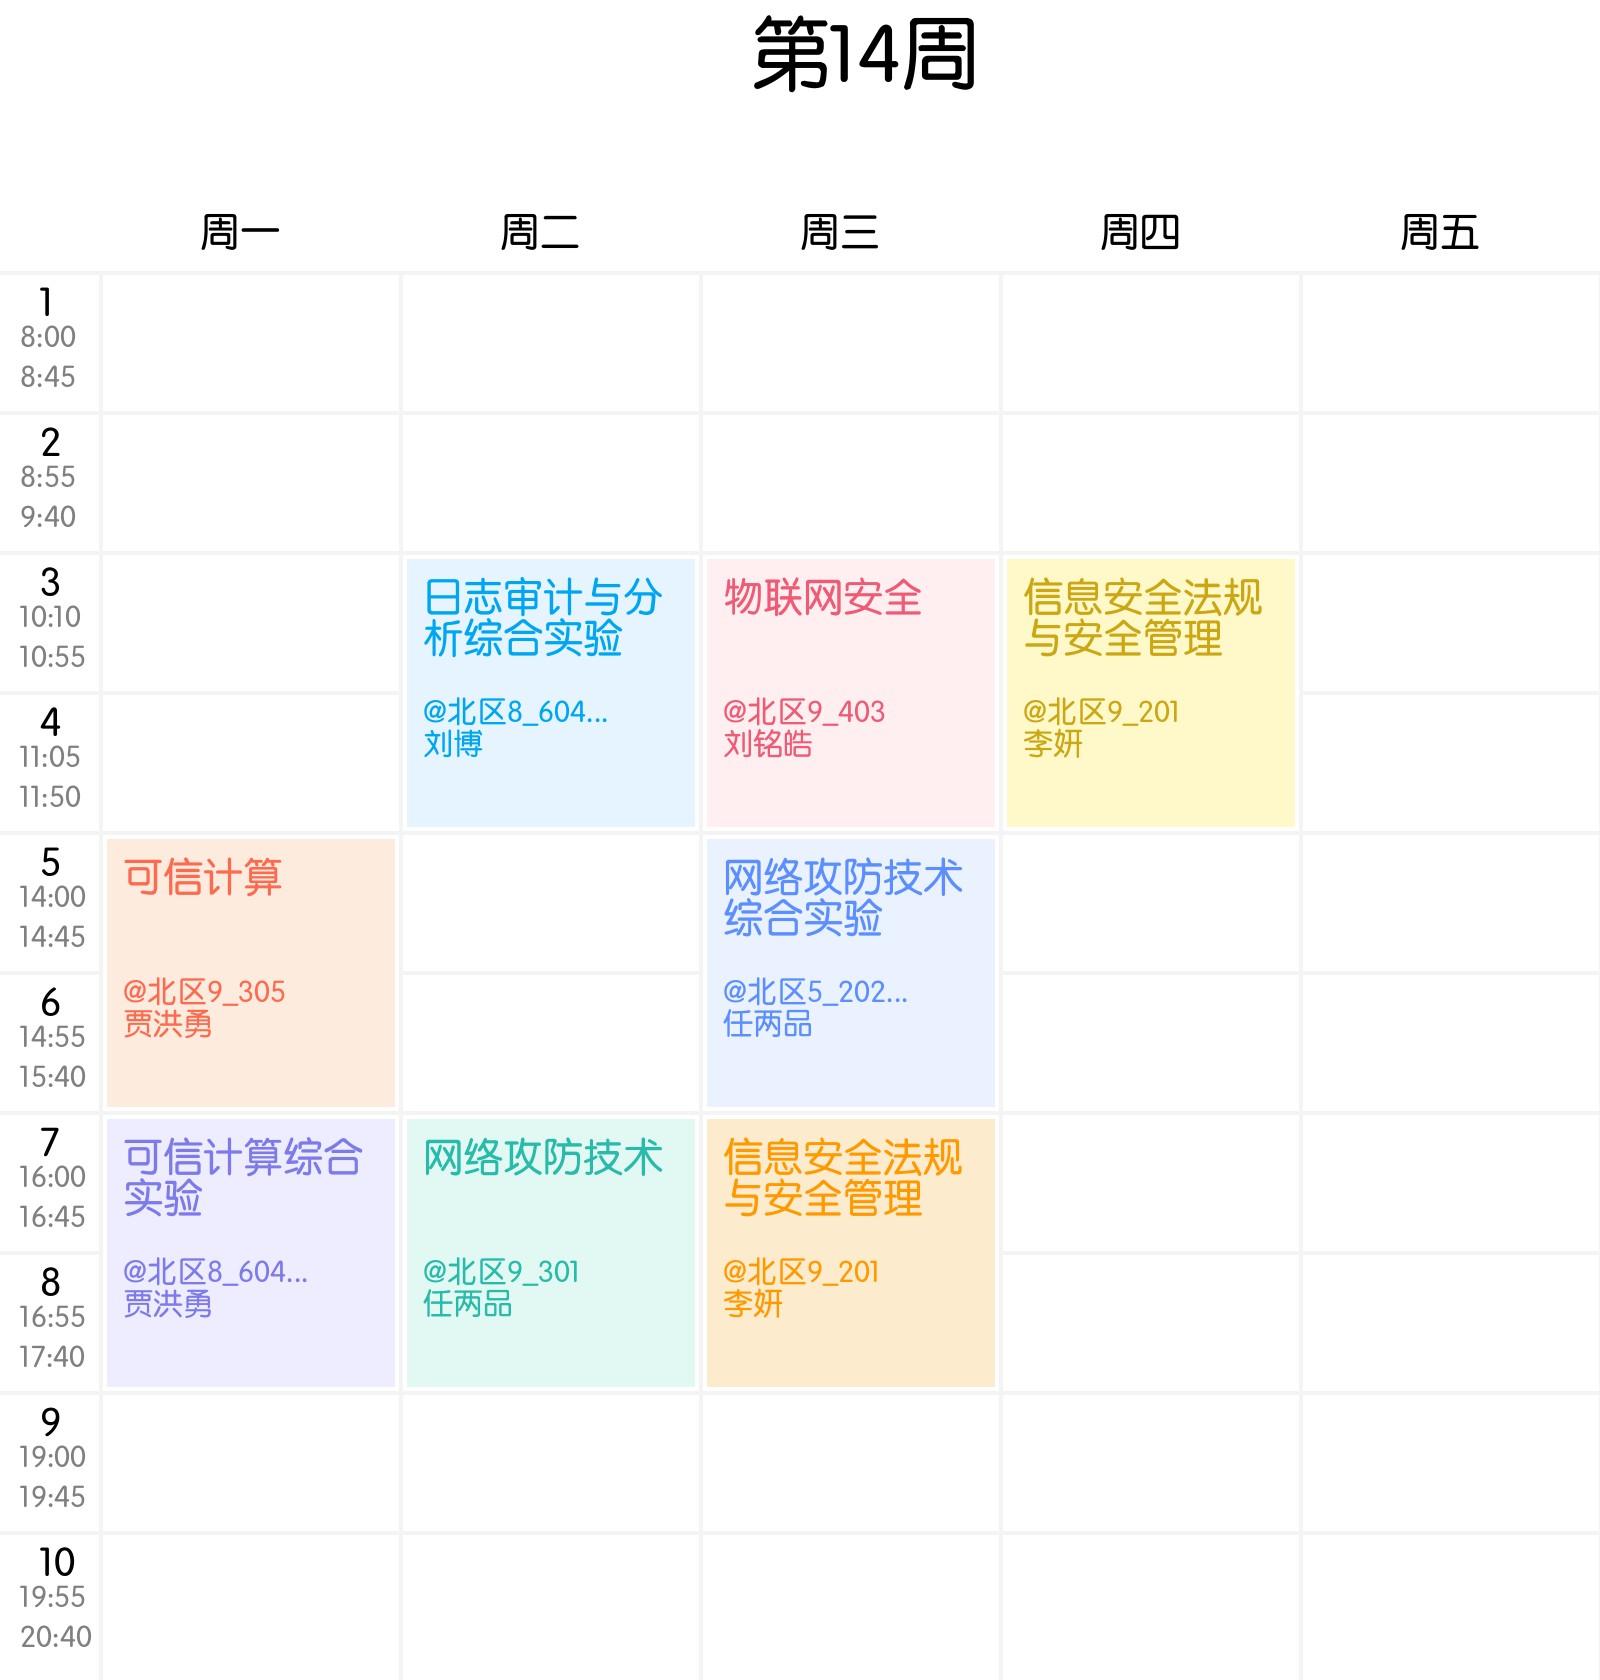 第14周
周一
周二
周三
周四
周五
1
8:00
8:45
2
8:55
9:40
3
10:10
10:55
日志审计与分
析综合实验
@北区8_604...
刘博
物联网安全
@北区9_403
刘铭皓
信息安全法规
与安全管理
@北区9_201
李妍
4
11:05
11:50
5
14:00
14:45
可信计算
@北区9_305
贾洪勇
网络攻防技术
综合实验
@北区5_202...
任两品
6
14:55
15:40
7
16:00
16:45
可信计算综合
实验
@北区8_604...
贾洪勇
网络攻防技术
@北区9_301
任两品
信息安全法规
与安全管理
@北区9_201
李妍
8
16:55
17:40
9
19:00
19:45
10
19:55
20:40